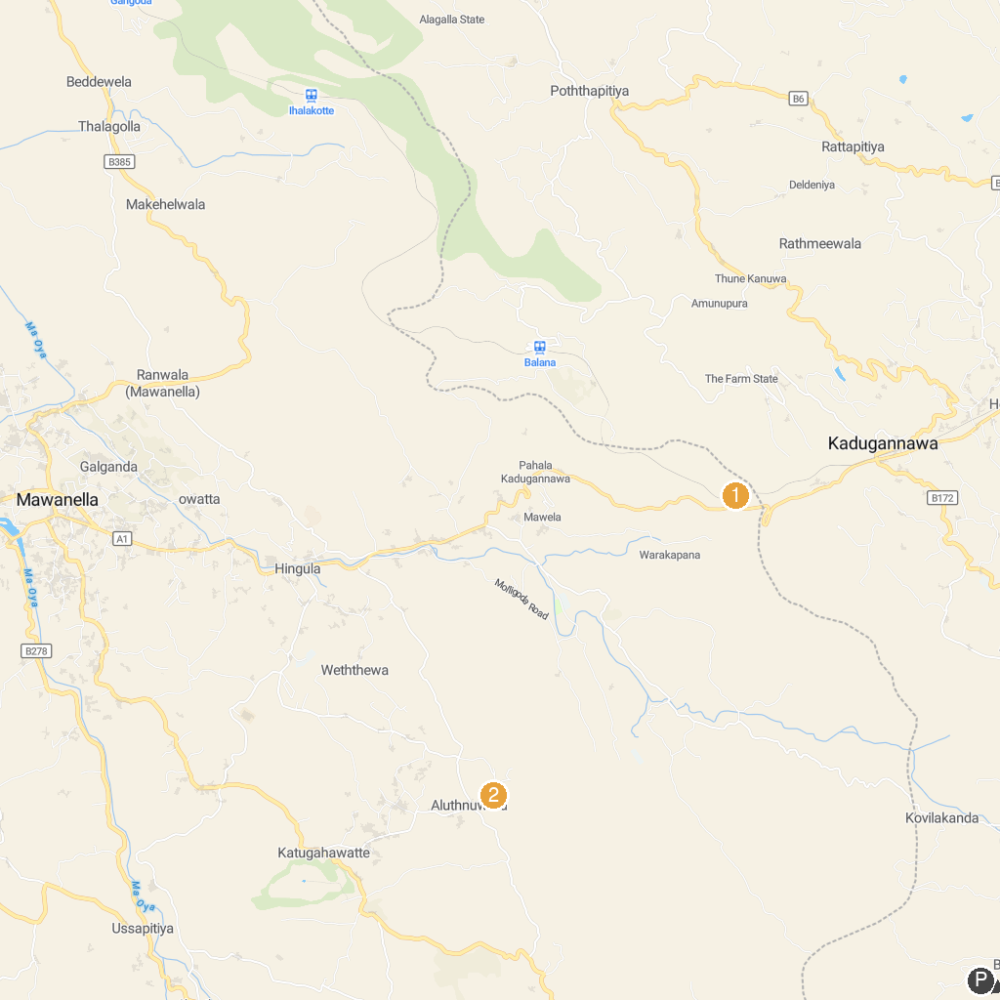 Gangoda
Alagalla State
Beddewela
Poththapitiya
Ihalakotte
B6
Thalagolla
Rattapitiya
B385
Deldeniya
Makehelwala
Rathmeewala
Thune Kanuwa
Amunupura
Ma Oya
Balana
Ranwala
(Mawanella)
The Farm State
Kadugannawa
Galganda
Pahala
Kadugannawa
Mawanella
owatta
1
B172
Mawela
A1
Warakapana
Hingula
Ma Oya
Molligode Road
B278
Weththewa
2
Kovilakanda
Katugahawatte
Ma Oya
Ussapitiya
P